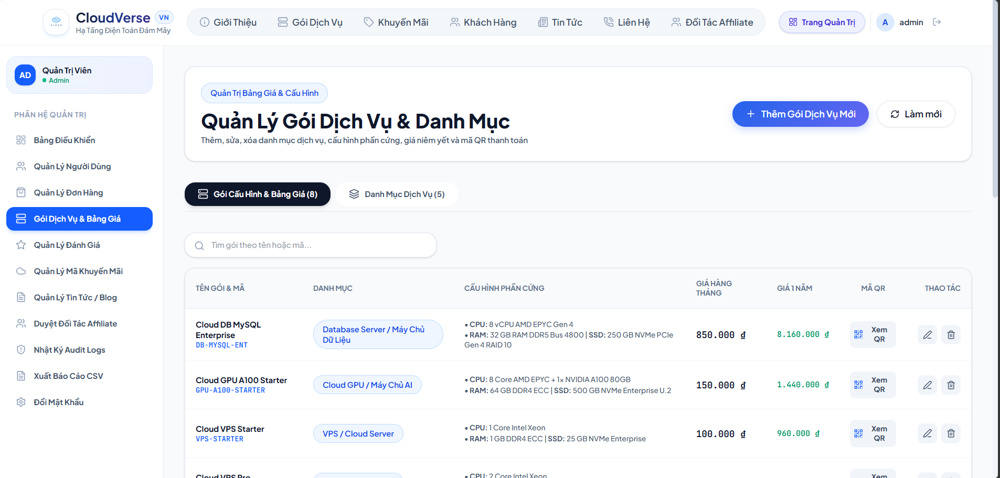 CloudVerse VN
Hạ Tầng Điện Toán Đám Mây
Giới Thiệu
Gói Dịch Vụ
Khuyến Mãi
Khách Hàng
Tin Tức
Liên Hệ
Đối Tác Affiliate
Trang Quản Trị
A
admin
AD
Quản Trị Viên
Admin
PHÂN HỆ QUẢN TRỊ
Bảng Điều Khiển
Quản Lý Người Dùng
Quản Lý Đơn Hàng
Gói Dịch Vụ & Bảng Giá
Quản Lý Đánh Giá
Quản Lý Mã Khuyến Mãi
Quản Lý Tin Tức / Blog
Duyệt Đối Tác Affiliate
Nhật Ký Audit Logs
Xuất Báo Cáo CSV
Đổi Mật Khẩu
Quản Trị Bảng Giá & Cấu Hình
Quản Lý Gói Dịch Vụ & Danh Mục
Thêm, sửa, xóa danh mục dịch vụ, cấu hình phần cứng, giá niêm yết và mã QR thanh toán
Thêm Gói Dịch Vụ Mới
Làm mới
Gói Cấu Hình & Bảng Giá (8)
Danh Mục Dịch Vụ (5)
Tìm gói theo tên hoặc mã...
TÊN GÓI & MÃ
DANH MỤC
CẤU HÌNH PHẦN CỨNG
GIÁ HÀNG
THÁNG
GIÁ 1 NĂM
MÃ QR
THAO TÁC
Cloud DB MySQL
Enterprise
DB-MYSQL-ENT
Database Server / Máy Chủ
Dữ Liệu
• CPU: 8 vCPU AMD EPYC Gen 4
• RAM: 32 GB RAM DDR5 Bus 4800 | SSD: 250 GB NVMe PCIe
Gen 4 RAID 10
850.000 ₫
8.160.000 ₫
Xem
QR
Cloud GPU A100 Starter
GPU-A100-STARTER
Cloud GPU / Máy Chủ AI
• CPU: 8 Core AMD EPYC + 1x NVIDIA A100 80GB
• RAM: 64 GB DDR4 ECC | SSD: 500 GB NVMe Enterprise U.2
150.000 ₫
1.440.000 ₫
Xem
QR
Cloud VPS Starter
VPS-STARTER
VPS / Cloud Server
• CPU: 1 Core Intel Xeon
• RAM: 1 GB DDR4 ECC | SSD: 25 GB NVMe Enterprise
100.000 ₫
960.000 ₫
Xem
QR
Cloud VPS Pro
• CPU: 2 Core Intel Xeon
Xem